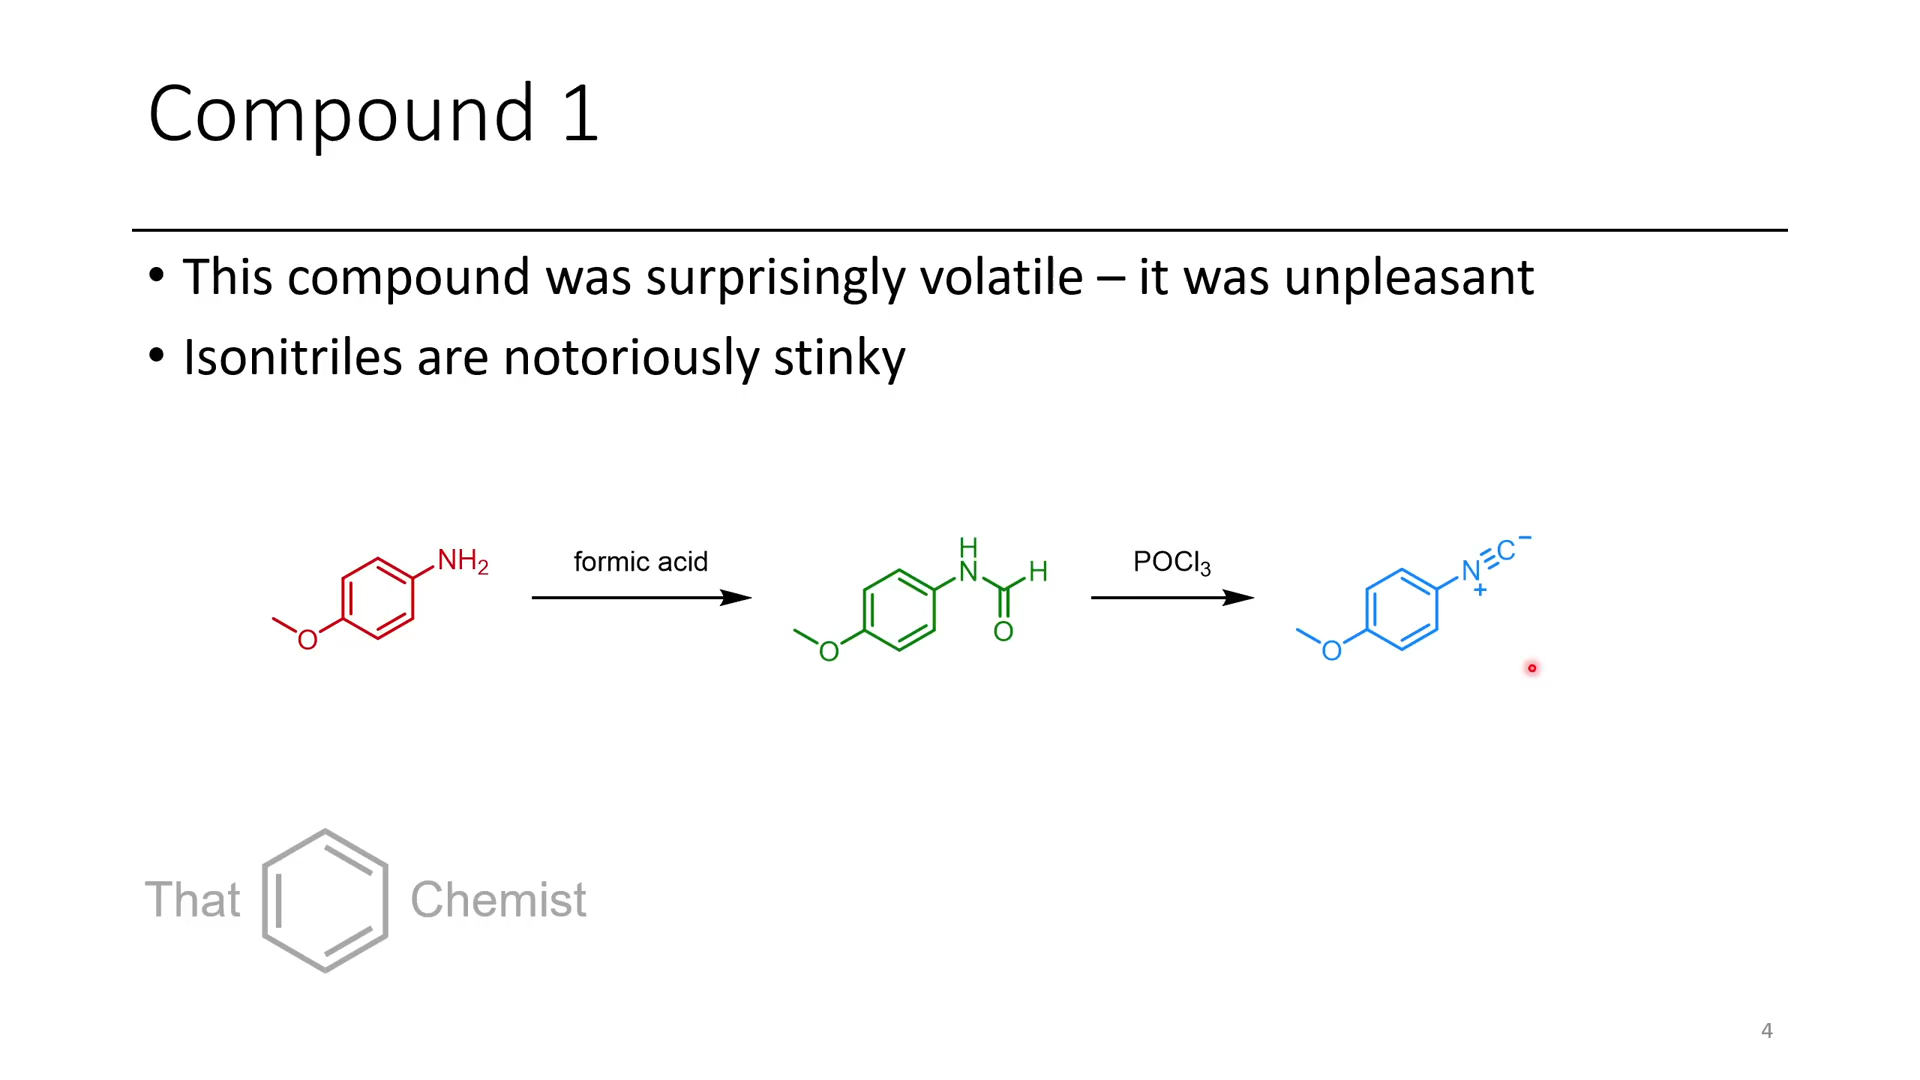 Compound 1
• This compound was surprisingly volatile – it was unpleasant
• Isonitriles are notoriously stinky
NH2
O
formic acid
H
N
H
O
O
POCl3
N≡C−
+
O
That Chemist
4